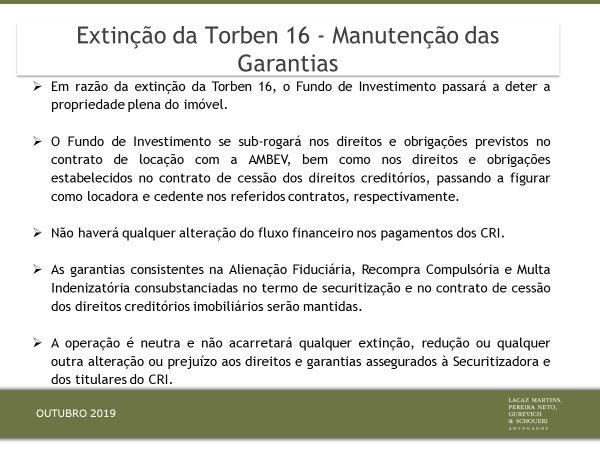 Extinção da Torben 16 - Manutenção das
Garantias
Em razão da extinção da Torben 16, o Fundo de Investimento passará a deter a
propriedade plena do imóvel.
O Fundo de Investimento se sub-rogará nos direitos e obrigações previstos no
contrato de locação com a AMBEV, bem como nos direitos e obrigações
estabelecidos no contrato de cessão dos direitos creditórios, passando a figurar
como locadora e cedente nos referidos contratos, respectivamente.
Não haverá qualquer alteração do fluxo financeiro nos pagamentos dos CRI.
As garantias consistentes na Alienação Fiduciária, Recompra Compulsória e Multa
Indenizatória consubstanciadas no termo de securitização e no contrato de cessão
dos direitos creditórios imobiliários serão mantidas.
A operação é neutra e não acarretará qualquer extinção, redução ou qualquer
outra alteração ou prejuízo aos direitos e garantias assegurados à Securitizadora e
dos titulares do CRI.
OUTUBRO 2019
LACAZ MARTINS,
PEREIRA NETO,
GUREVICH
& SCHOUERI
ADVOGADOS